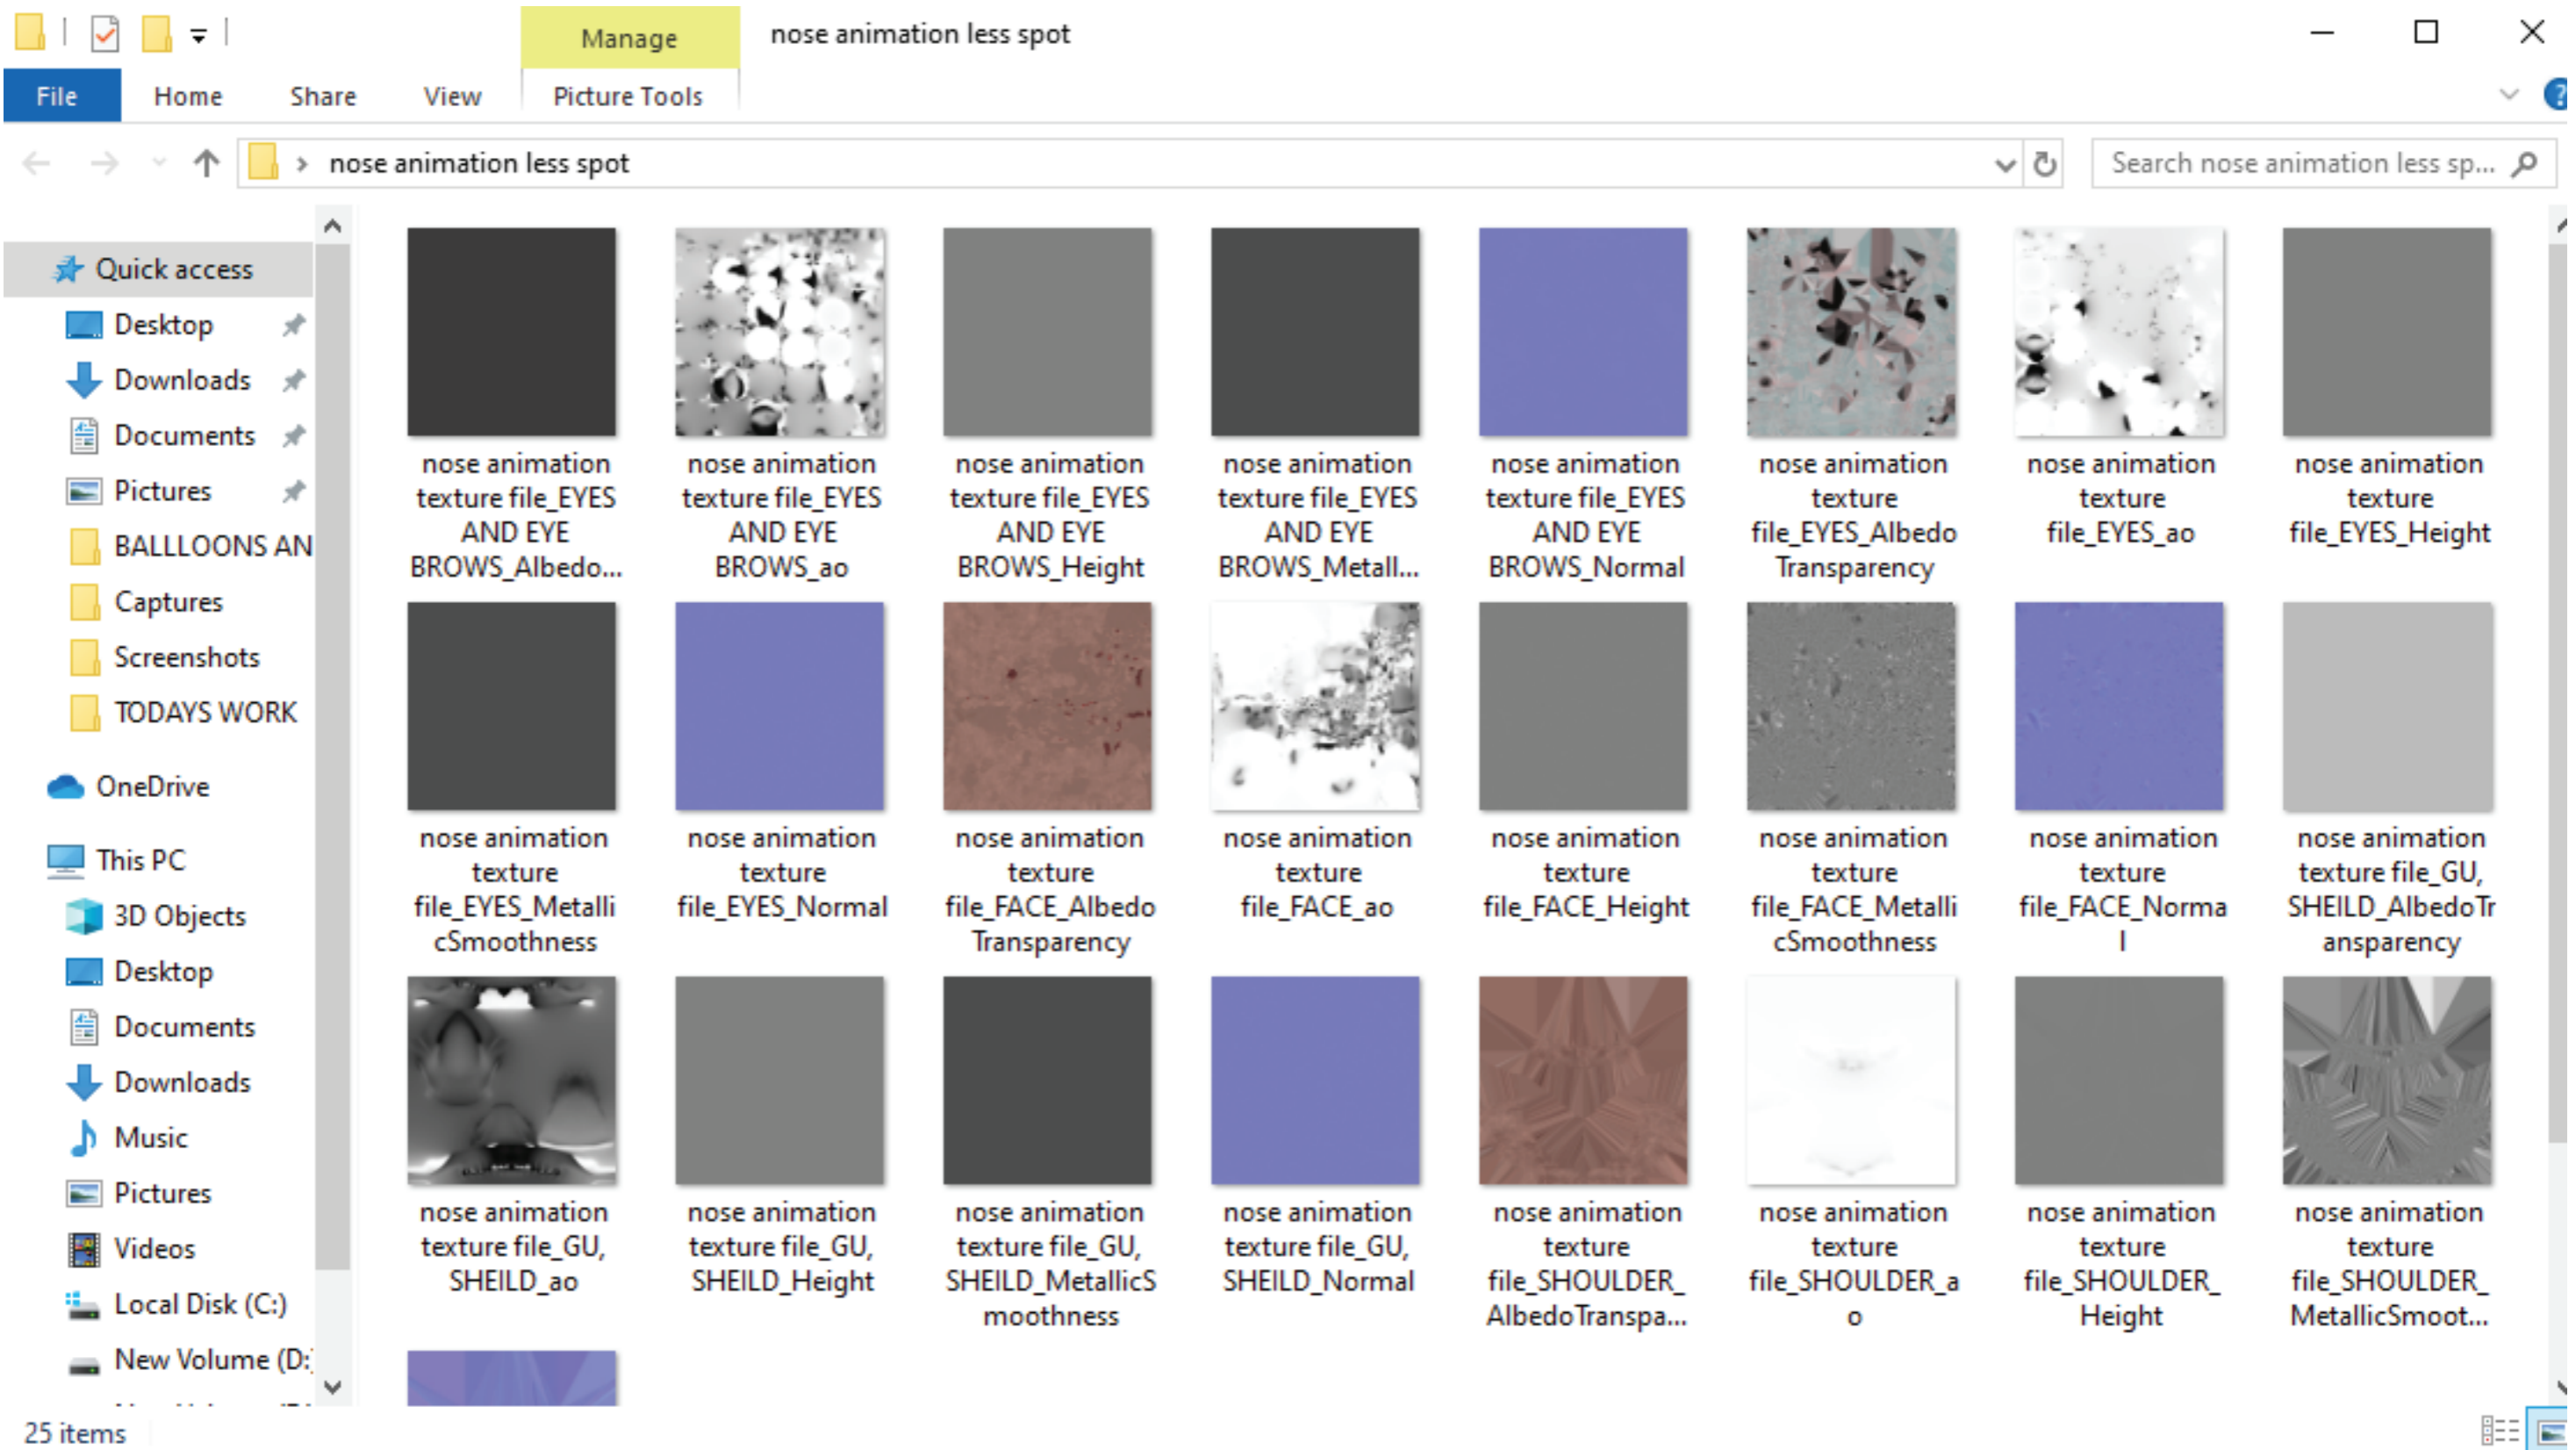 Manage
nose animation less spot
File
Home
Share
View
Picture Tools
?
nose animation less spot
Search nose animation less sp...
Quick access
Desktop
Downloads
Documents
Pictures
BALLLOONS AN
Captures
Screenshots
TODAYS WORK
OneDrive
This PC
3D Objects
Desktop
Documents
Downloads
Music
Pictures
Videos
Local Disk (C:)
New Volume (D:
nose animation
texture file_EYES
AND EYE
BROWS_Albedo...
nose animation
texture file_EYES
AND EYE
BROWS_ao
nose animation
texture file_EYES
AND EYE
BROWS_Height
nose animation
texture file_EYES
AND EYE
BROWS_Metall...
nose animation
texture file_EYES
AND EYE
BROWS_Normal
nose animation
texture
file_EYES_Albedo
Transparency
nose animation
texture
file_EYES_ao
nose animation
texture
file_EYES_Height
nose animation
texture
file_EYES_Metalli
cSmoothness
nose animation
texture
file_EYES_Normal
nose animation
texture
file_FACE_Albedo
Transparency
nose animation
texture
file_FACE_ao
nose animation
texture
file_FACE_Height
nose animation
texture
file_FACE_Metalli
cSmoothness
nose animation
texture
file_FACE_Norma
l
nose animation
texture file_GU,
SHEILD_AlbedoTr
ansparency
nose animation
texture file_GU,
SHEILD_ao
nose animation
texture file_GU,
SHEILD_Height
nose animation
texture file_GU,
SHEILD_MetallicS
moothness
nose animation
texture file_GU,
SHEILD_Normal
nose animation
texture
file_SHOULDER_
AlbedoTranspa...
nose animation
texture
file_SHOULDER_a
o
nose animation
texture
file_SHOULDER_
Height
nose animation
texture
file_SHOULDER_
MetallicSmoot...
25 items